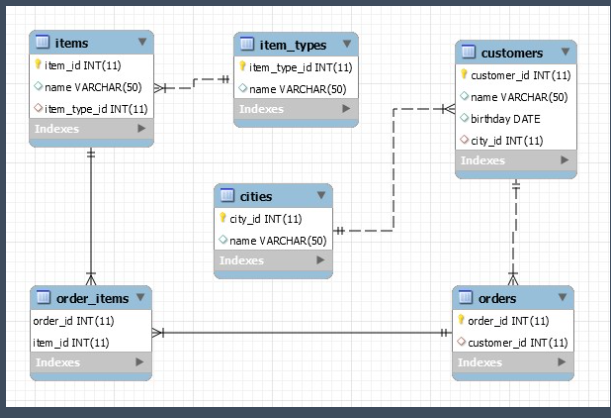 items
item_id INT(11)
name VARCHAR(50)
item_type_id INT(11)
Indexes
item_types
item_type_id INT(11)
name VARCHAR(50)
Indexes
customers
customer_id INT(11)
name VARCHAR(50)
birthday DATE
city_id INT(11)
Indexes
cities
city_id INT(11)
name VARCHAR(50)
Indexes
order_items
order_id INT(11)
item_id INT(11)
Indexes
orders
order_id INT(11)
customer_id INT(11)
Indexes